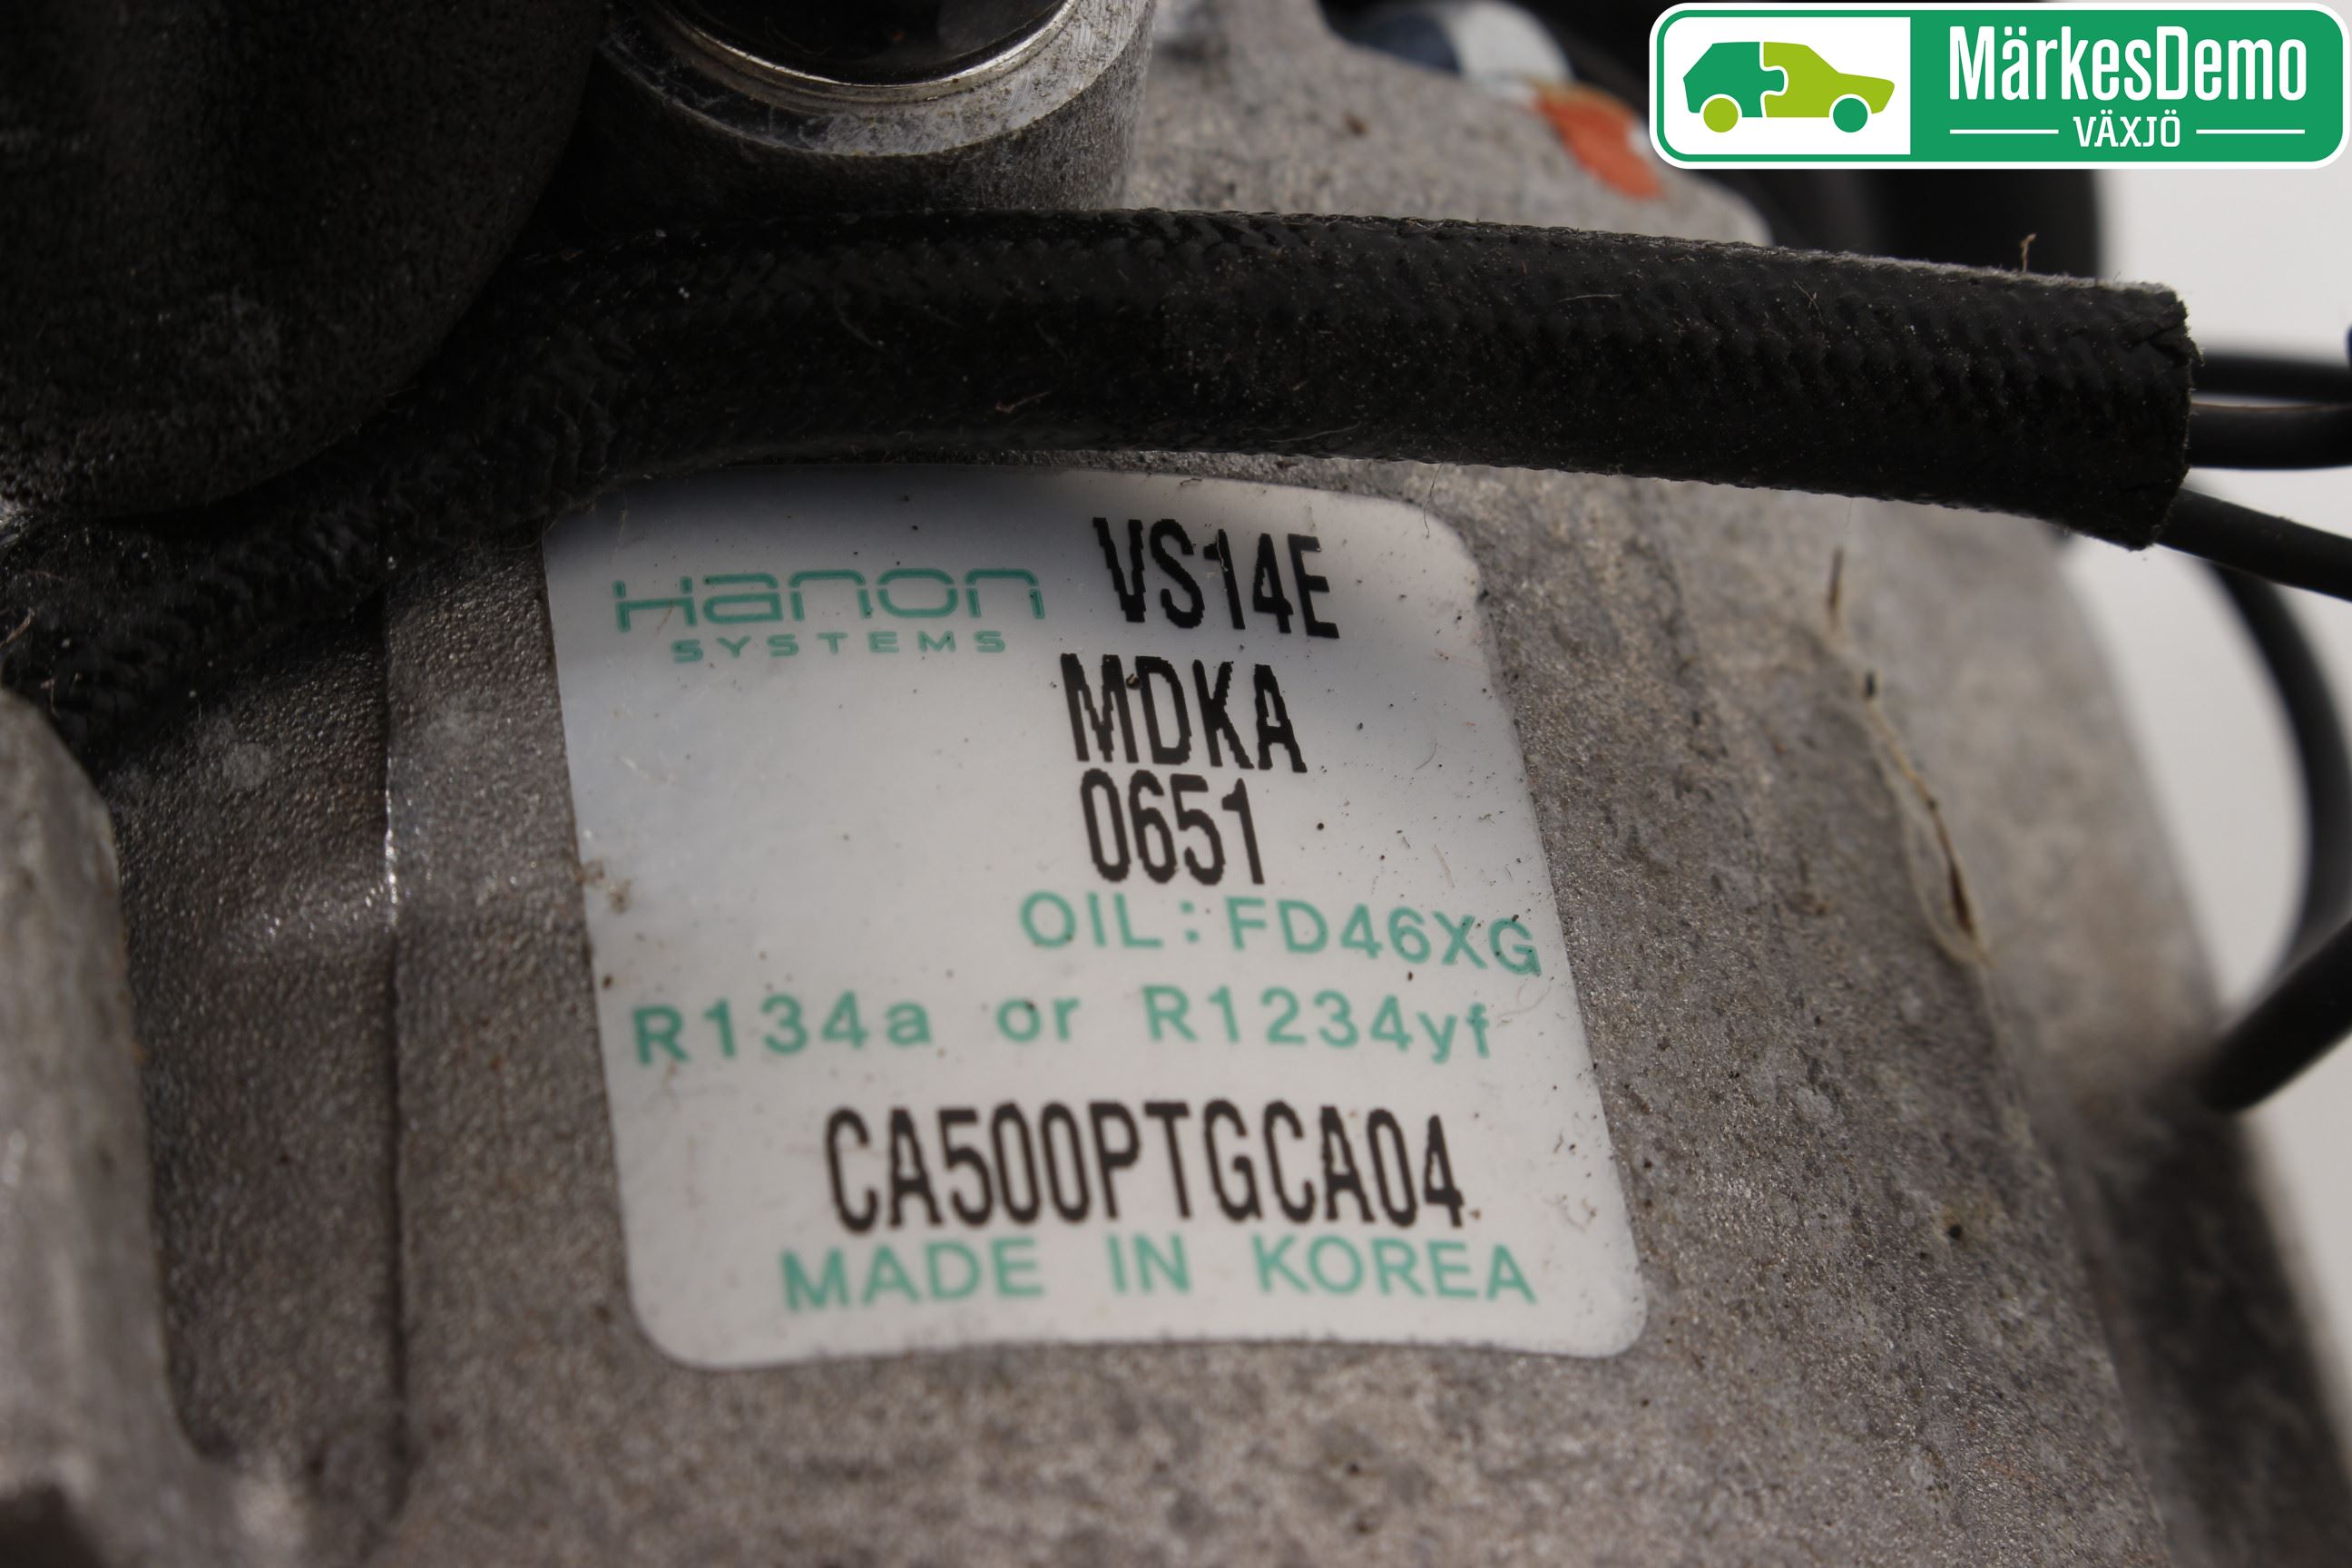 MärkesDemo
VÄXJÖ
Hanon VS14E
SYSTEMS
MDKA
0651
OIL:FD46XG
R134a or R1234yf
CA500PTGCA04
MADE IN KOREA